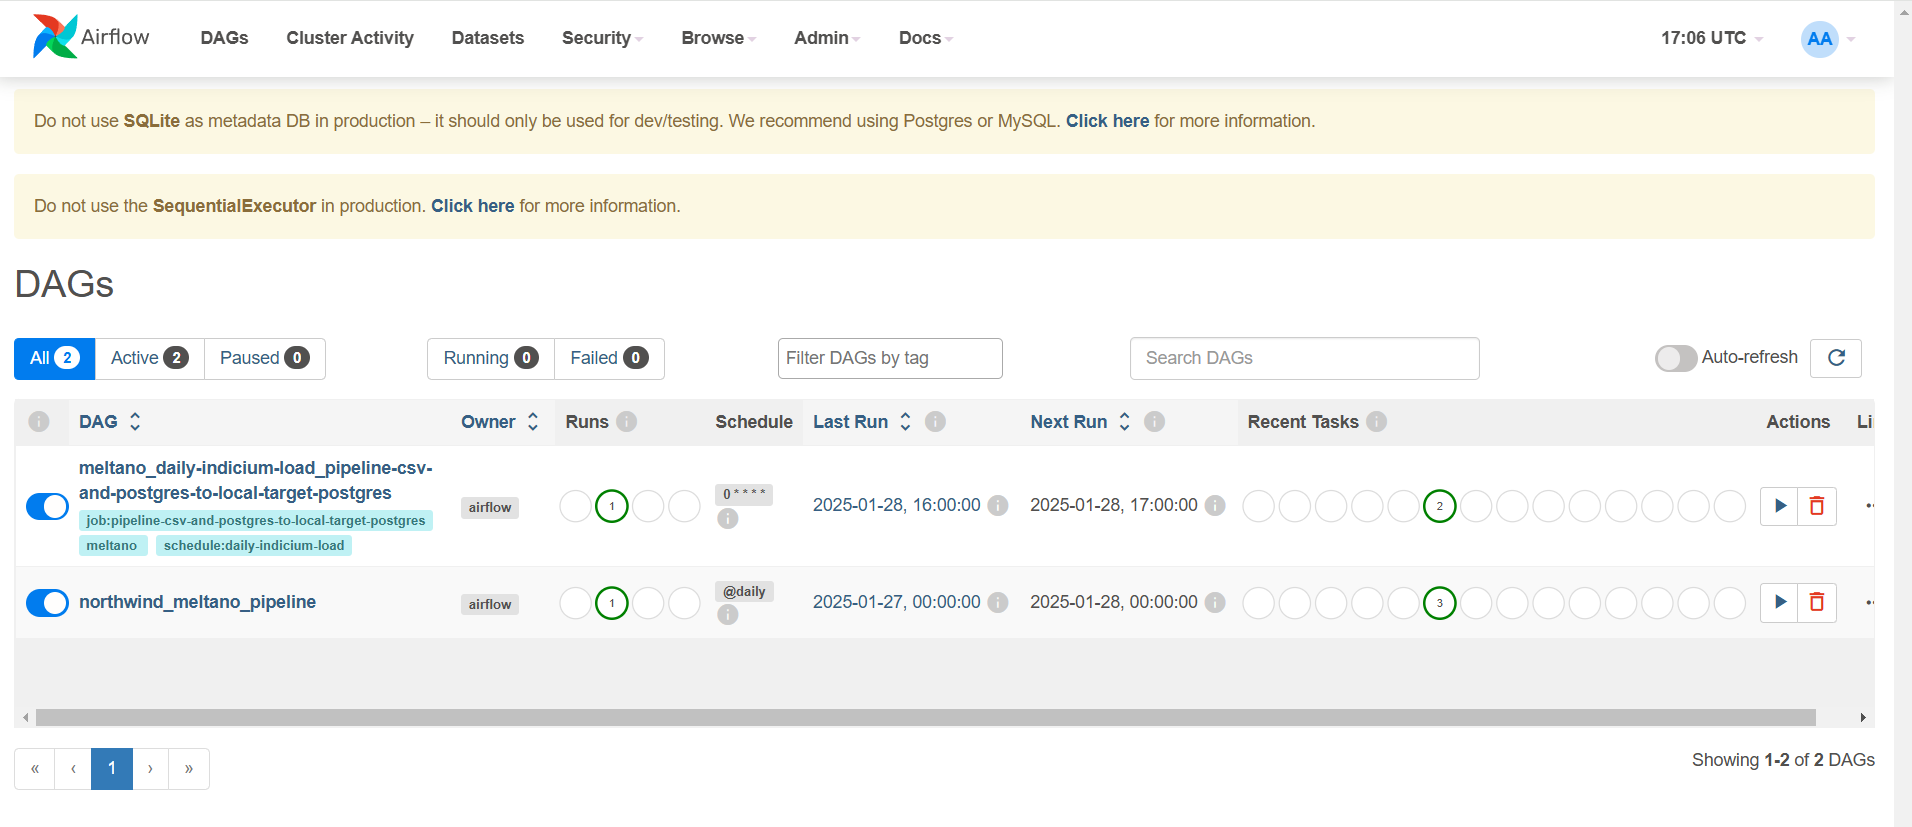 Airflow DAGs Cluster Activity Datasets Security Browse Admin Docs 17:06 UTC AA
Do not use SQLite as metadata DB in production – it should only be used for dev/testing. We recommend using Postgres or MySQL. Click here for more information.
Do not use the SequentialExecutor in production. Click here for more information.
DAGs
All 2 Active 2 Paused 0 Running 0 Failed 0 Filter DAGs by tag Search DAGs Auto-refresh
i DAG Owner Runs i Schedule Last Run i Next Run i Recent Tasks i Actions Li
meltano_daily-indicium-load_pipeline-csv-
and-postgres-to-local-target-postgres
airflow 1 0 * * * * i 2025-01-28, 16:00:00 i 2025-01-28, 17:00:00 i 2
job:pipeline-csv-and-postgres-to-local-target-postgres
meltano schedule:daily-indicium-load
northwind_meltano_pipeline airflow 1 @daily i 2025-01-27, 00:00:00 i 2025-01-28, 00:00:00 i 3
« ‹ 1 › »
Showing 1-2 of 2 DAGs